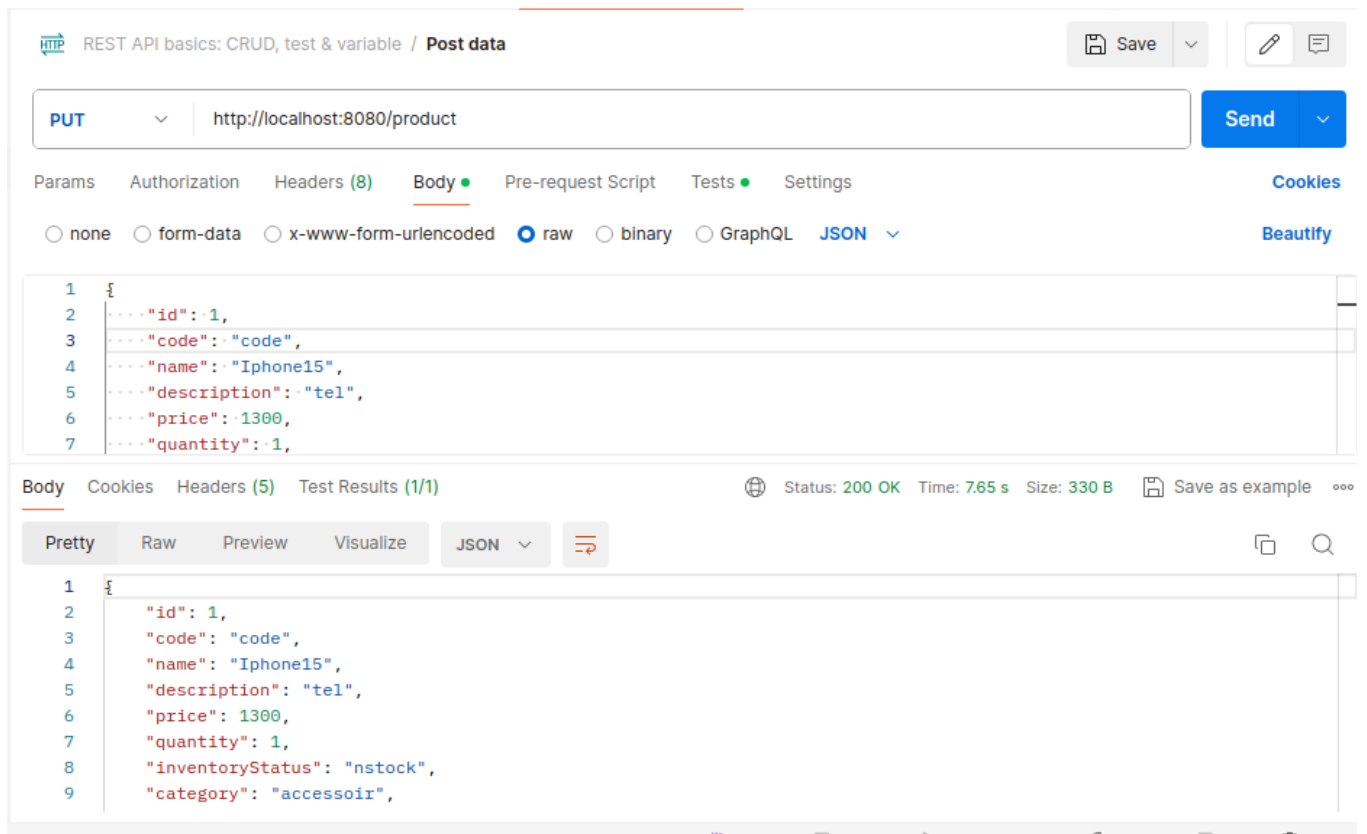 HTTP REST API basics: CRUD, test & variable / Post data Save
PUT http://localhost:8080/product Send
Params Authorization Headers (8) Body Pre-request Script Tests Settings Cookies
none form-data x-www-form-urlencoded raw binary GraphQL JSON Beautify
1 {
2 "id": 1,
3 "code": "code",
4 "name": "Iphone15",
5 "description": "tel",
6 "price": 1300,
7 "quantity": 1,
Body Cookies Headers (5) Test Results (1/1) Status: 200 OK Time: 7.65 s Size: 330 B Save as example
Pretty Raw Preview Visualize JSON
1 {
2 "id": 1,
3 "code": "code",
4 "name": "Iphone15",
5 "description": "tel",
6 "price": 1300,
7 "quantity": 1,
8 "inventoryStatus": "nstock",
9 "category": "accessoir",